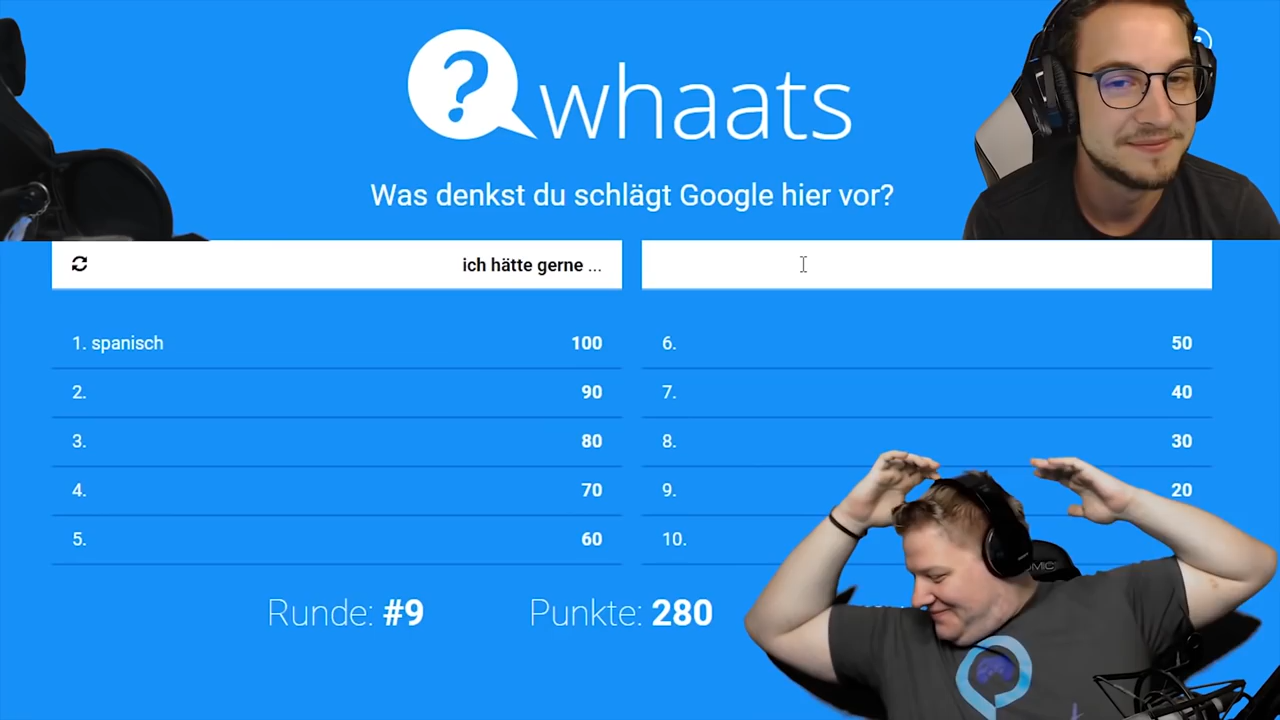 ? whaats
Was denkst du schlägt Google hier vor?
ich hätte gerne ...
1. spanisch 100
2. 90
3. 80
4. 70
5. 60
6. 50
7. 40
8. 30
9. 20
10.
Runde: #9
Punkte: 280